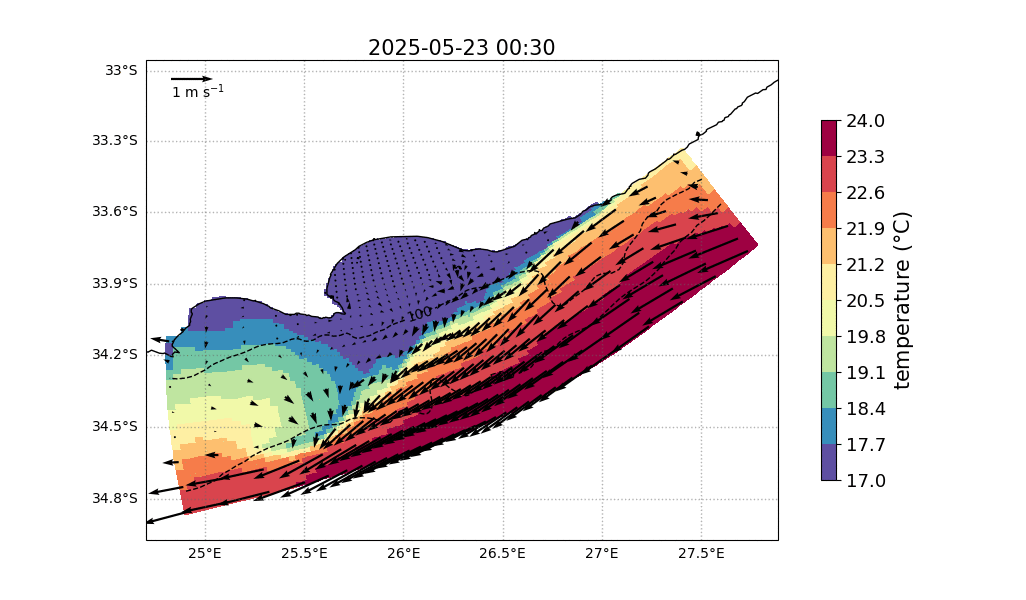 2025-05-23 00:30
33°S
33.3°S
33.6°S
33.9°S
34.2°S
34.5°S
34.8°S
1 m s⁻¹
100
25°E
25.5°E
26°E
26.5°E
27°E
27.5°E
24.0
23.3
22.6
21.9
21.2
20.5
19.8
19.1
18.4
17.7
17.0
temperature (°C)